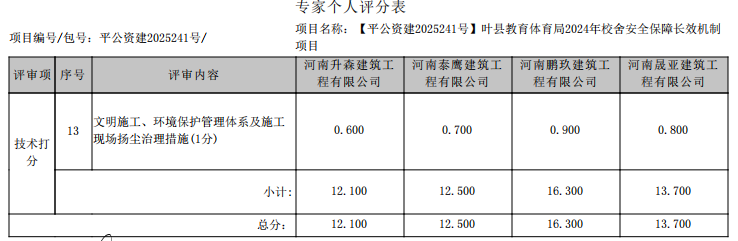 专家个人评分表
项目编号/包号: 平公资建2025241号/
项目名称: 【平公资建2025241号】叶县教育体育局2024年校舍安全保障长效机制
项目
评审项 序号 评审内容 河南升森建筑工 河南泰鹰建筑工 河南鹏玖建筑工 河南晟亚建筑工
程有限公司 程有限公司 程有限公司 程有限公司
技术打
分
13
文明施工、环境保护管理体系及施工
现场扬尘治理措施(1分)
0.600 0.700 0.900 0.800
小计: 12.100 12.500 16.300 13.700
总分: 12.100 12.500 16.300 13.700